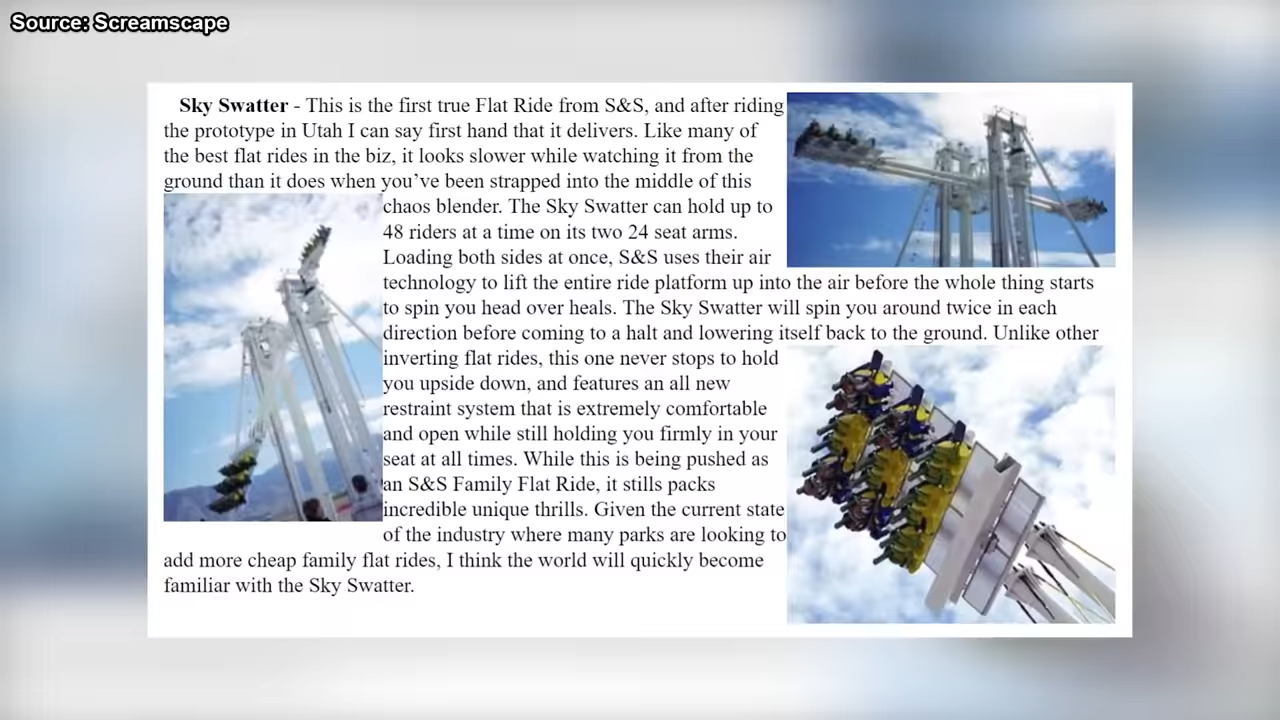 Source: Screamscape
Sky Swatter - This is the first true Flat Ride from S&S, and after riding
the prototype in Utah I can say first hand that it delivers. Like many of
the best flat rides in the biz, it looks slower while watching it from the
ground than it does when you've been strapped into the middle of this
chaos blender. The Sky Swatter can hold up to
48 riders at a time on its two 24 seat arms.
Loading both sides at once, S&S uses their air
technology to lift the entire ride platform up into the air before the whole thing starts
to spin you head over heals. The Sky Swatter will spin you around twice in each
direction before coming to a halt and lowering itself back to the ground. Unlike other
inverting flat rides, this one never stops to hold
you upside down, and features an all new
restraint system that is extremely comfortable
and open while still holding you firmly in your
seat at all times. While this is being pushed as
an S&S Family Flat Ride, it stills packs
incredible unique thrills. Given the current state
of the industry where many parks are looking to
add more cheap family flat rides, I think the world will quickly become
familiar with the Sky Swatter.